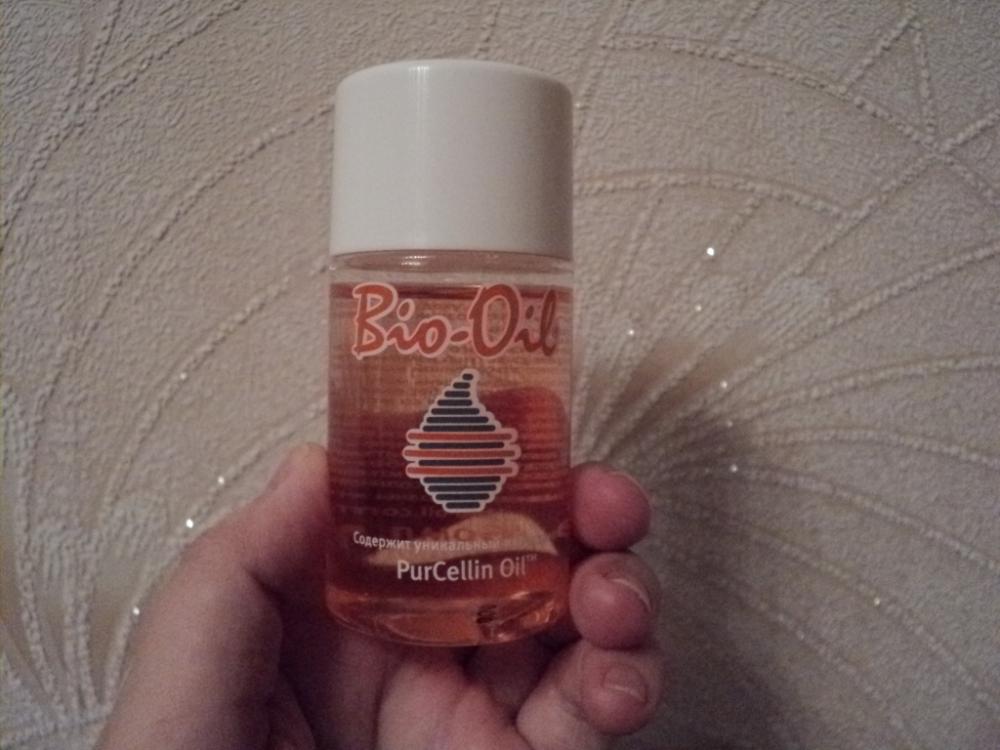 Bio-Oil
Содержит уникальный
PurCellin Oil™